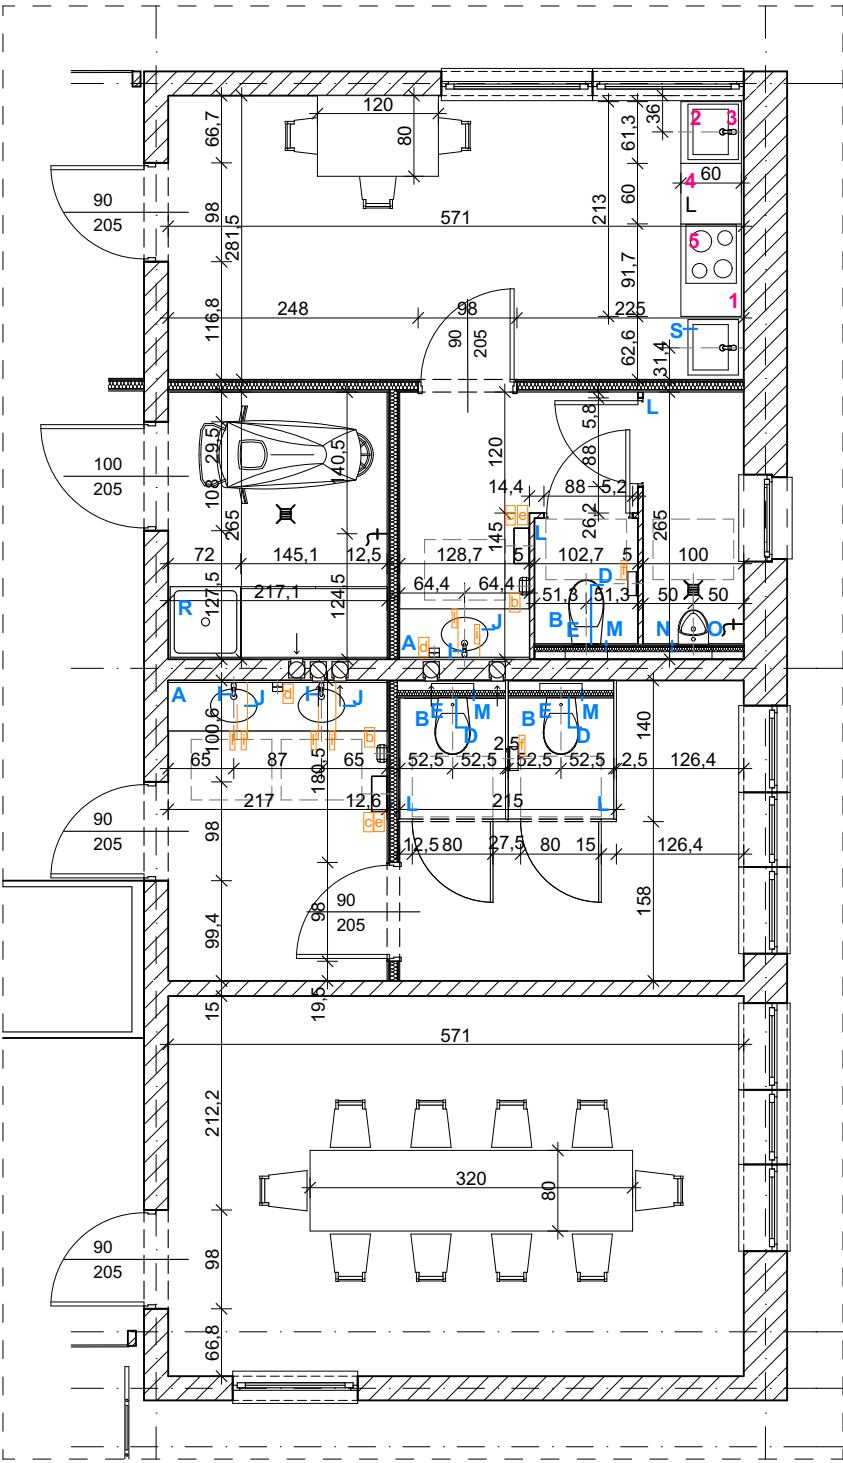 120
80
66,7
98
116,8
281,5
90
205
571
248
98
225
213
61,3
60
91,7
62,6
36
31,4
2
3
4
60
L
5
1
S
90
205
100
205
29,5
108
127,5
265
140,5
124,5
72
145,1
12,5
217,1
R
120
145
14,4
88
5,2
5,8
88
26,2
L
L
265
c
e
128,7
5
102,7
5
100
64,4
64,4
51,3
51,3
50
50
b
f
D
B
E
M
N
O
A
d
I
J
i
i
A
I
J
d
I
J
i
i
i
i
b
100,6
180,5
65
87
65
217
12,6
c
e
B
E
D
M
B
E
D
M
f
2,5
52,5
52,5
52,5
52,5
2,5
126,4
140
215
L
L
12,5
80
27,5
80
15
126,4
158
90
205
98
99,4
98
90
205
19,5
15
571
212,2
320
80
90
205
98
66,8